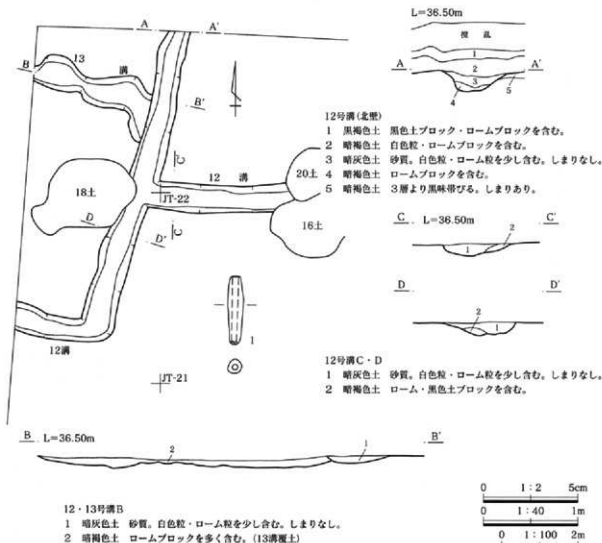 A
A'
L=36.50m
撹乱
1
2
3
4
5
A
A'
13
溝
B
B'
C
12
溝
20土
18土
JT-22
16土
D
D'
C'
12溝
1
JT-21
12号溝(北壁)
1 黒褐色土 黒色土ブロック・ロームブロックを含む。
2 暗褐色土 白色粒・ロームブロックを含む。
3 暗灰色土 砂質。白色粒・ローム粒を少し含む。しまりなし。
4 暗褐色土 ロームブロックを含む。
5 暗褐色土 3層より黒味帯びる。しまりあり。
C L=36.50m C'
1
2
D L=36.50m D'
2
1
12号溝C・D
1 暗灰色土 砂質。白色粒・ローム粒を少し含む。しまりなし。
2 暗褐色土 ローム・黒色土ブロックを含む。
B L=36.50m B'
2
1
12・13号溝B
1 暗灰色土 砂質。白色粒・ローム粒を少し含む。しまりなし。
2 暗褐色土 ロームブロックを多く含む。(13溝覆土)
0 1:2 5cm
0 1:40 1m
0 1:100 2m